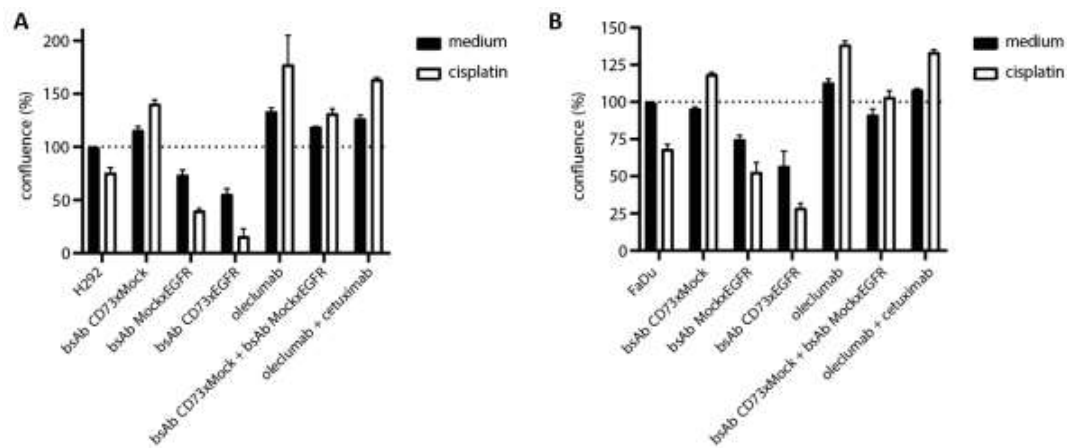 A
medium
cisplatin
confluence (%)
200
150
100
50
0
H292
bsAb CD73xMock
bsAb MockxEGFR
bsAb CD73xEGFR
oleclumab
bsAb CD73xMock + bsAb MockxEGFR
oleclumab + cetuximab
B
medium
cisplatin
confluence (%)
150
125
100
75
50
25
0
FaDu
bsAb CD73xMock
bsAb MockxEGFR
bsAb CD73xEGFR
oleclumab
bsAb CD73xMock + bsAb MockxEGFR
oleclumab + cetuximab